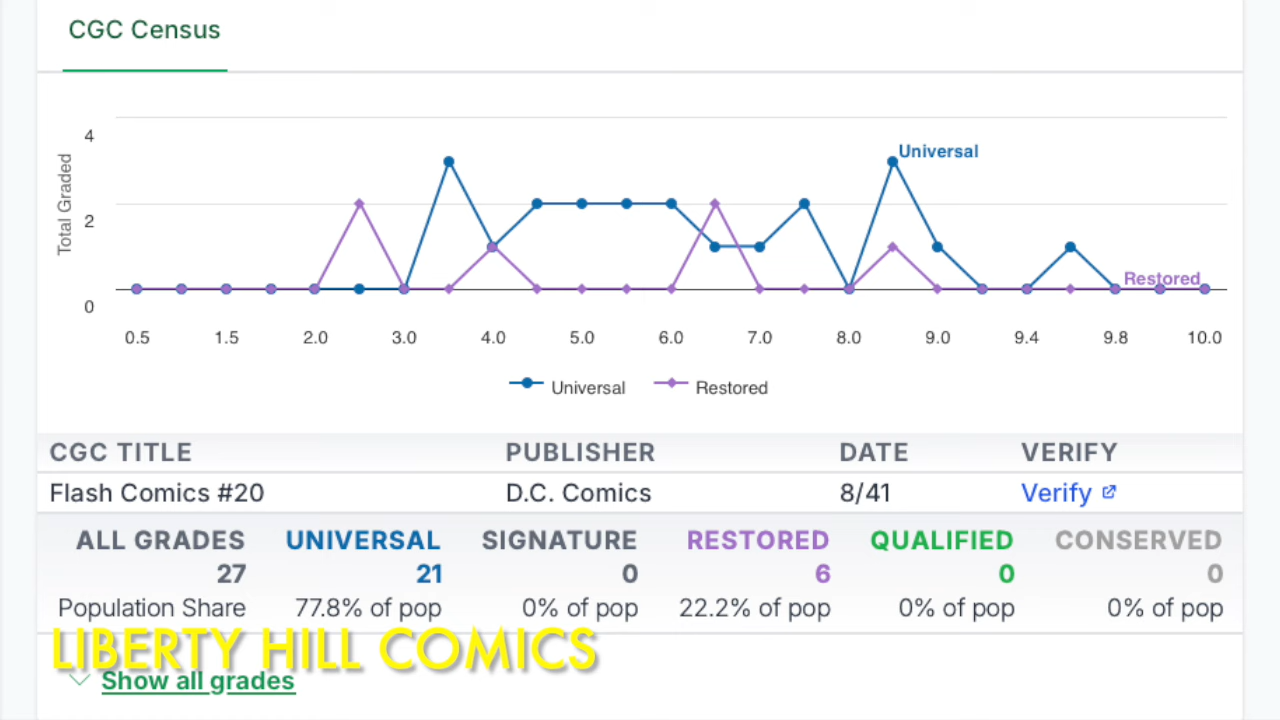 CGC Census
4
Universal
Total Graded
2
Restored
0
0.5 1.5 2.0 3.0 4.0 5.0 6.0 7.0 8.0 9.0 9.4 9.8 10.0
Universal Restored
CGC TITLE PUBLISHER DATE VERIFY
Flash Comics #20 D.C. Comics 8/41 Verify
ALL GRADES UNIVERSAL SIGNATURE RESTORED QUALIFIED CONSERVED
27 21 0 6 0 0
Population Share 77.8% of pop 0% of pop 22.2% of pop 0% of pop 0% of pop
LIBERTY HILL COMICS
Show all grades